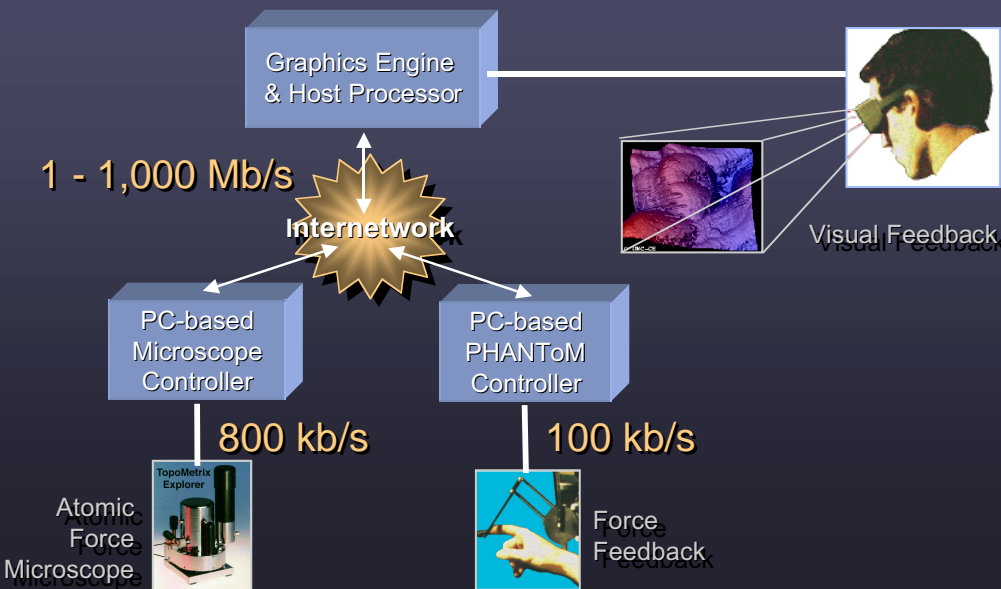 Graphics Engine
& Host Processor
1 - 1,000 Mb/s
Internetwork
Visual Feedback
PC-based
Microscope
Controller
PC-based
PHANToM
Controller
800 kb/s
100 kb/s
TopoMetrix
Explorer
Atomic
Force
Microscope
Force
Feedback